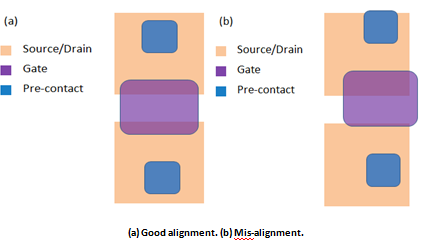 (a)
Source/Drain
Gate
Pre-contact
(b)
Source/Drain
Gate
Pre-contact
(a) Good alignment. (b) Mis-alignment.